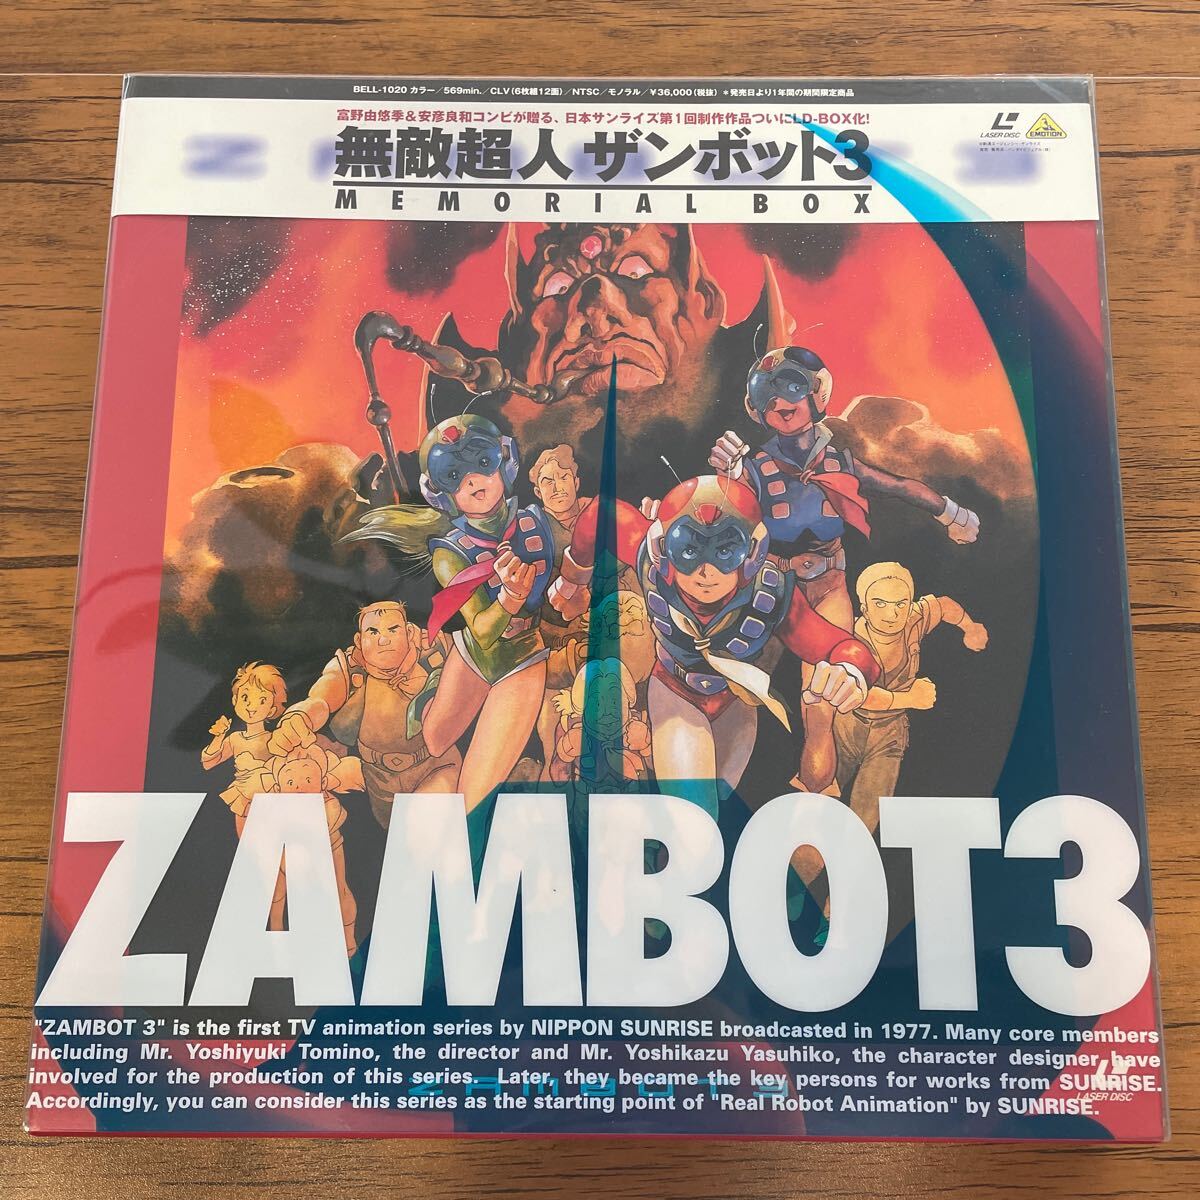 BELL-1020 カラー/569min./CLV(6枚組12面)/NTSC/モノラル/¥36,000(税抜) *発売日より1年間の期間限定商品
富野由悠季&安彦良和コンビが贈る、日本サンライズ第1回制作作品ついにLD-BOX化!
無敵超人ザンボット3
MEMORIAL BOX
LASER DISC
EMOTION
ZAMBOT3
"ZAMBOT 3" is the first TV animation series by NIPPON SUNRISE broadcasted in 1977. Many core members
including Mr. Yoshiyuki Tomino, the director and Mr. Yoshikazu Yasuhiko, the character designer have
involved for the production of this series. Later, they became the key persons for works from SUNRISE.
Accordingly, you can consider this series as the starting point of "Real Robot Animation" by SUNRISE.
ZAMBOT 3
LASER DISC